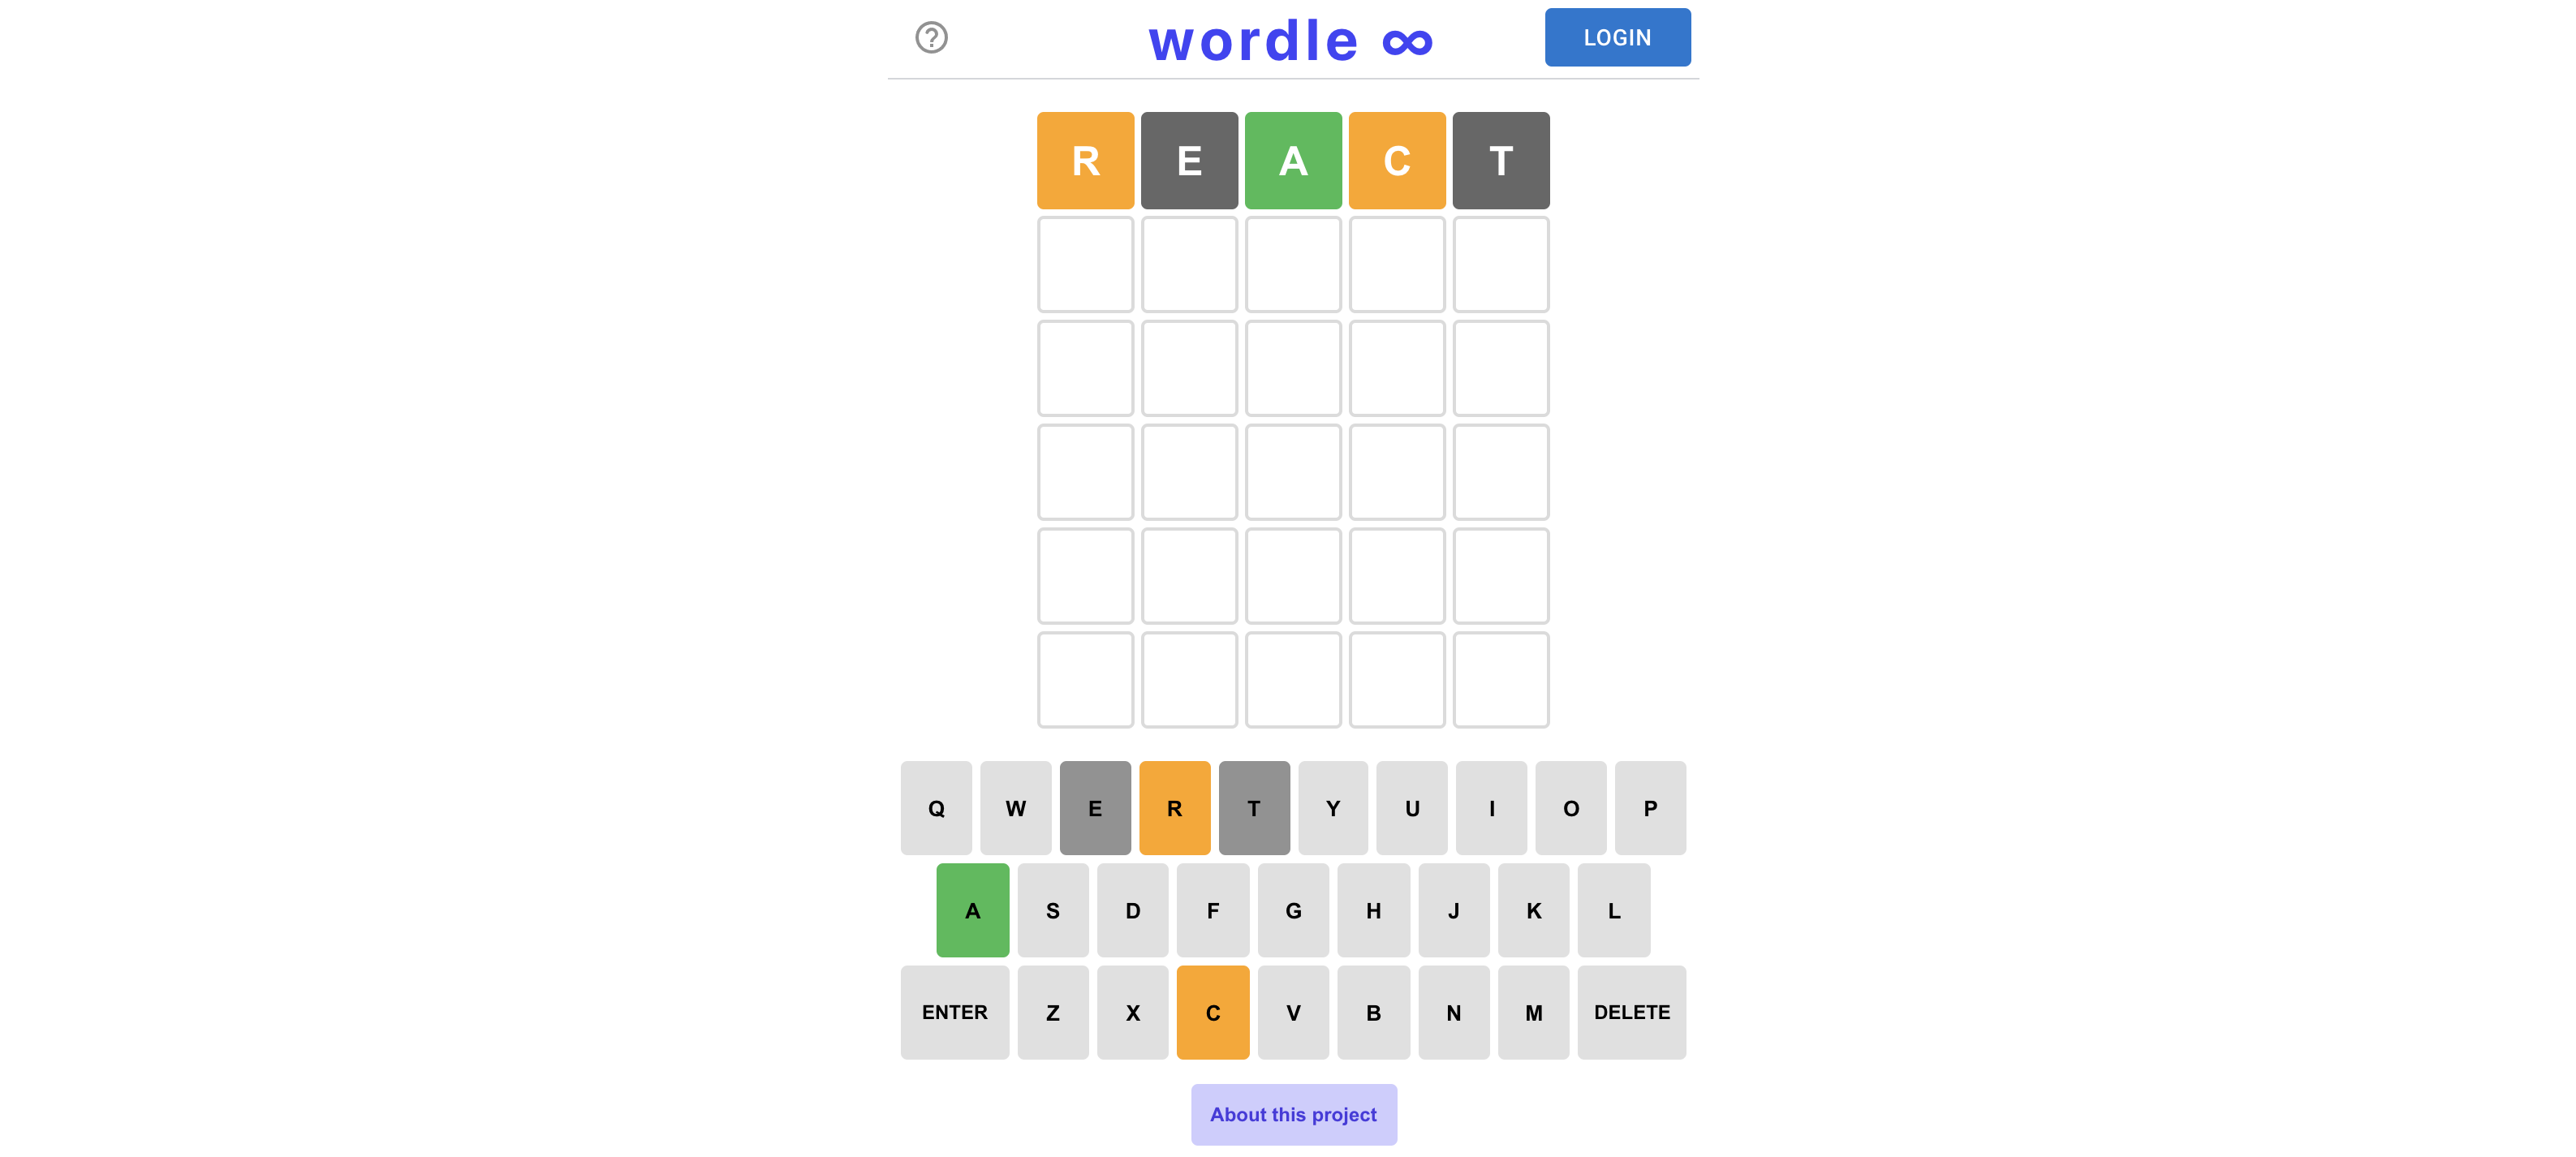 wordle ∞
LOGIN
R E A C T
Q W E R T Y U I O P
A S D F G H J K L
ENTER Z X C V B N M DELETE
About this project